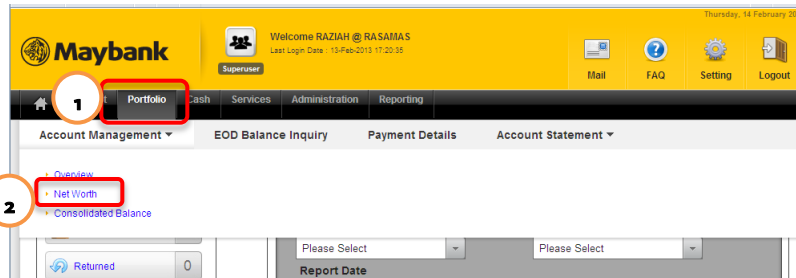 Thursday, 14 February 20
Maybank
Welcome RAZIAH @ RASAMAS
Last Login Date : 13-Feb-2013 17:20:35
Superuser
Mail FAQ Setting Logout
1
t Portfolio Cash Services Administration Reporting
Account Management EOD Balance Inquiry Payment Details Account Statement
Overview
Net Worth
2
Consolidated Balance
Please Select Please Select
Returned 0
Report Date